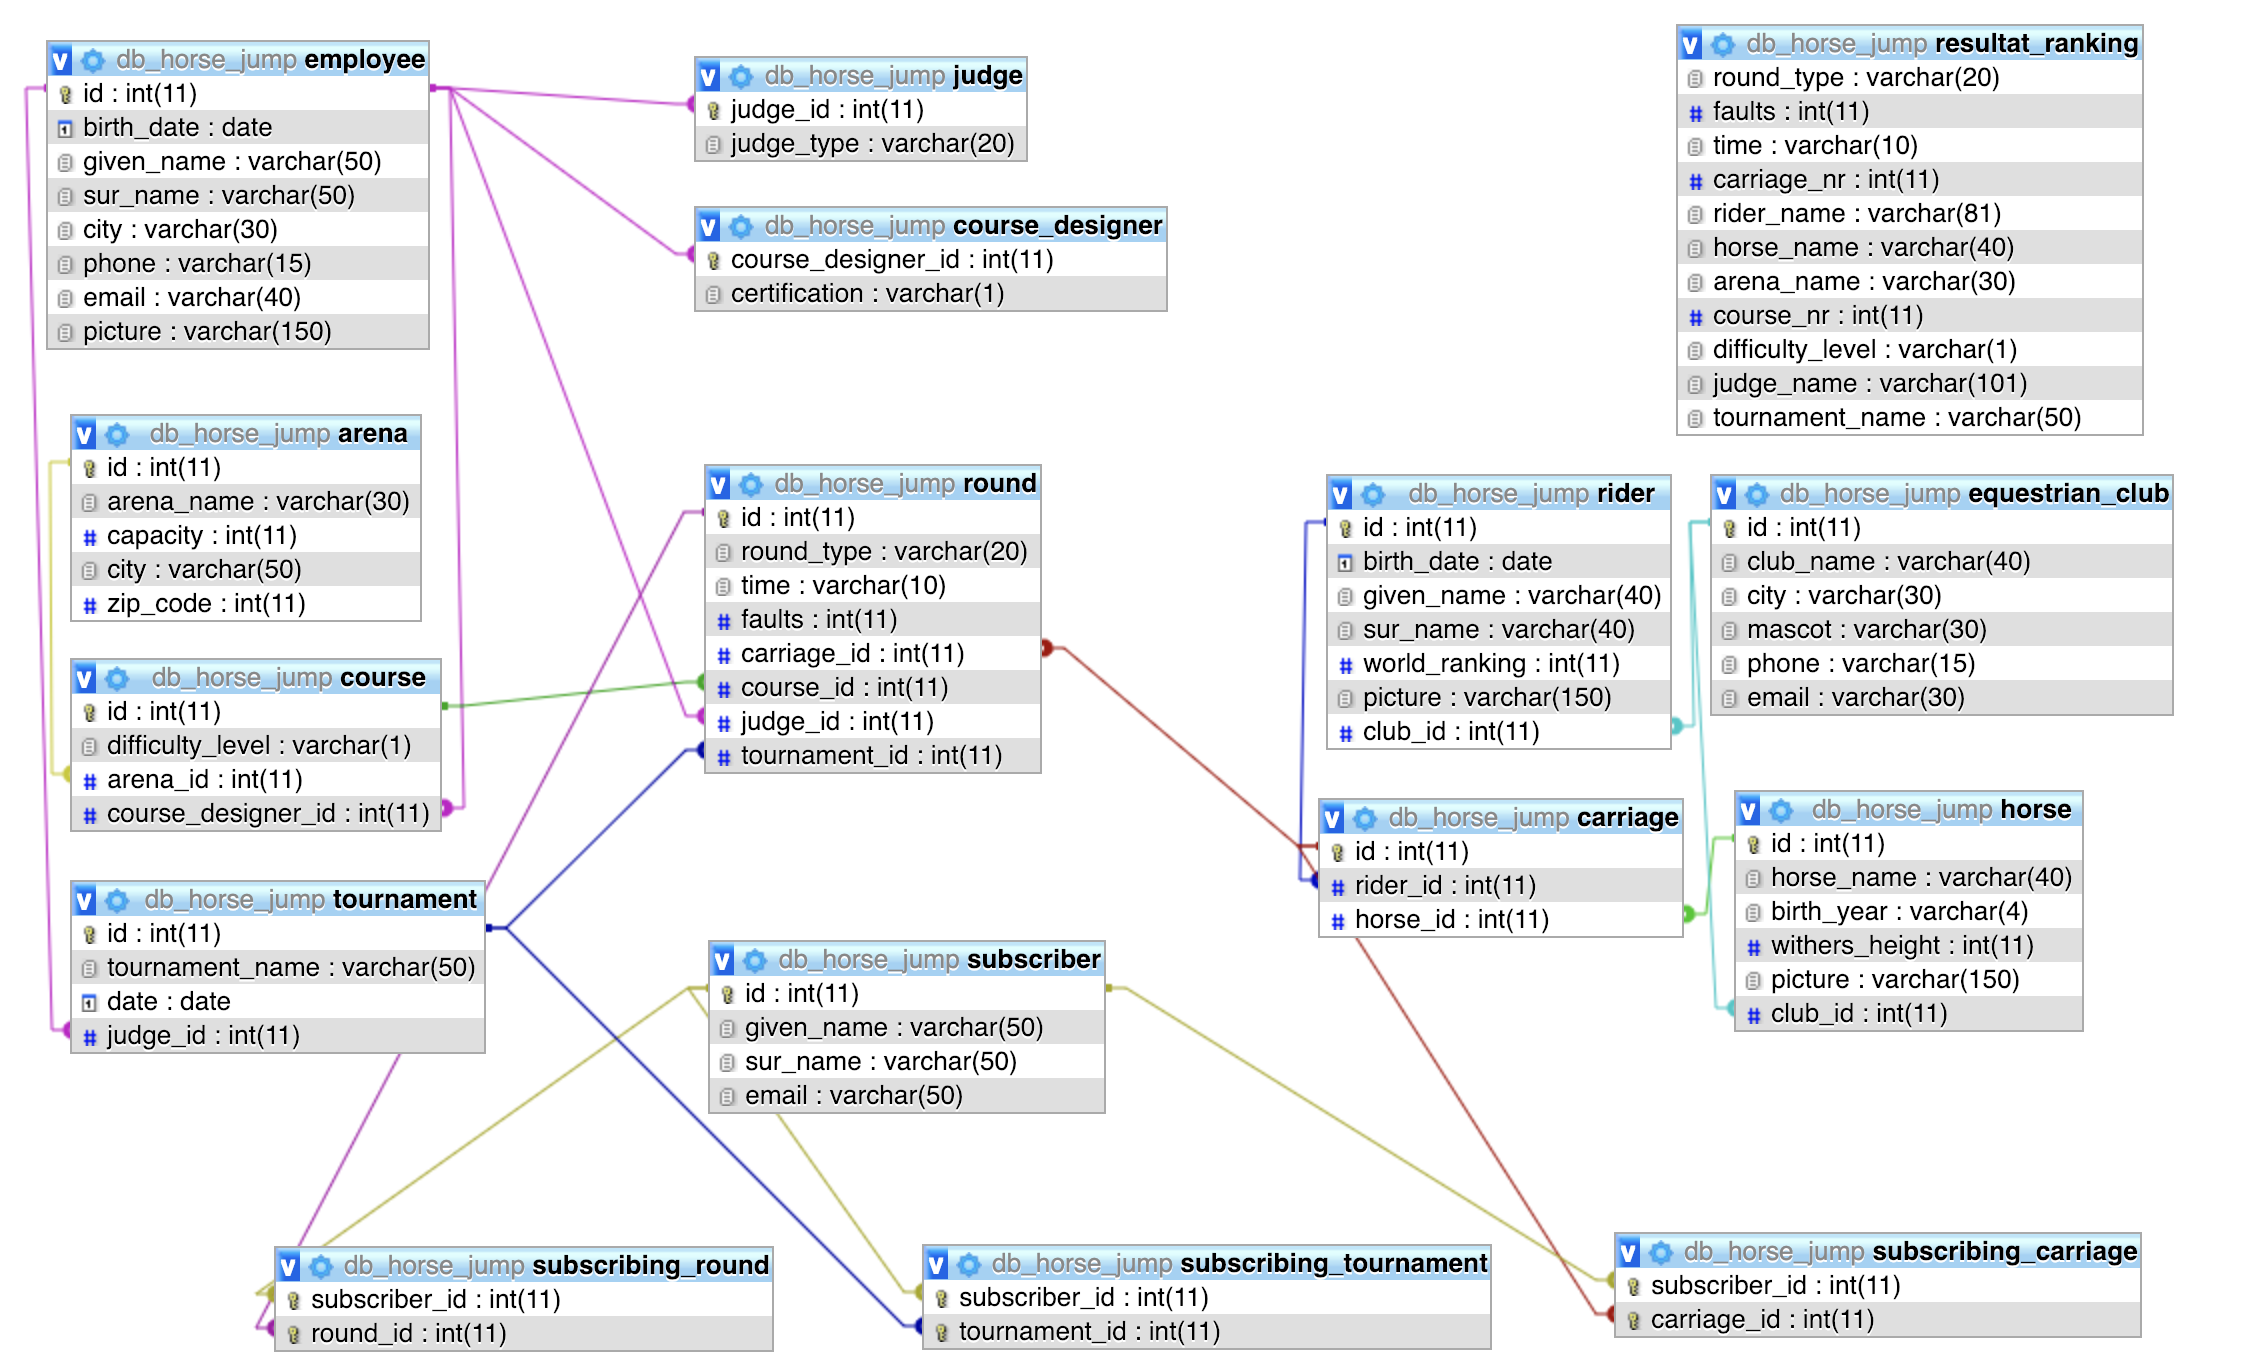 db_horse_jump employee
id : int(11)
birth_date : date
given_name : varchar(50)
sur_name : varchar(50)
city : varchar(30)
phone : varchar(15)
email : varchar(40)
picture : varchar(150)
db_horse_jump judge
judge_id : int(11)
judge_type : varchar(20)
db_horse_jump course_designer
course_designer_id : int(11)
certification : varchar(1)
db_horse_jump resultat_ranking
round_type : varchar(20)
faults : int(11)
time : varchar(10)
carriage_nr : int(11)
rider_name : varchar(81)
horse_name : varchar(40)
arena_name : varchar(30)
course_nr : int(11)
difficulty_level : varchar(1)
judge_name : varchar(101)
tournament_name : varchar(50)
db_horse_jump arena
id : int(11)
arena_name : varchar(30)
capacity : int(11)
city : varchar(50)
zip_code : int(11)
db_horse_jump round
id : int(11)
round_type : varchar(20)
time : varchar(10)
faults : int(11)
carriage_id : int(11)
course_id : int(11)
judge_id : int(11)
tournament_id : int(11)
db_horse_jump rider
id : int(11)
birth_date : date
given_name : varchar(40)
sur_name : varchar(40)
world_ranking : int(11)
picture : varchar(150)
club_id : int(11)
db_horse_jump equestrian_club
id : int(11)
club_name : varchar(40)
city : varchar(30)
mascot : varchar(30)
phone : varchar(15)
email : varchar(30)
db_horse_jump course
id : int(11)
difficulty_level : varchar(1)
arena_id : int(11)
course_designer_id : int(11)
db_horse_jump carriage
id : int(11)
rider_id : int(11)
horse_id : int(11)
db_horse_jump horse
id : int(11)
horse_name : varchar(40)
birth_year : varchar(4)
withers_height : int(11)
picture : varchar(150)
club_id : int(11)
db_horse_jump tournament
id : int(11)
tournament_name : varchar(50)
date : date
judge_id : int(11)
db_horse_jump subscriber
id : int(11)
given_name : varchar(50)
sur_name : varchar(50)
email : varchar(50)
db_horse_jump subscribing_round
subscriber_id : int(11)
round_id : int(11)
db_horse_jump subscribing_tournament
subscriber_id : int(11)
tournament_id : int(11)
db_horse_jump subscribing_carriage
subscriber_id : int(11)
carriage_id : int(11)